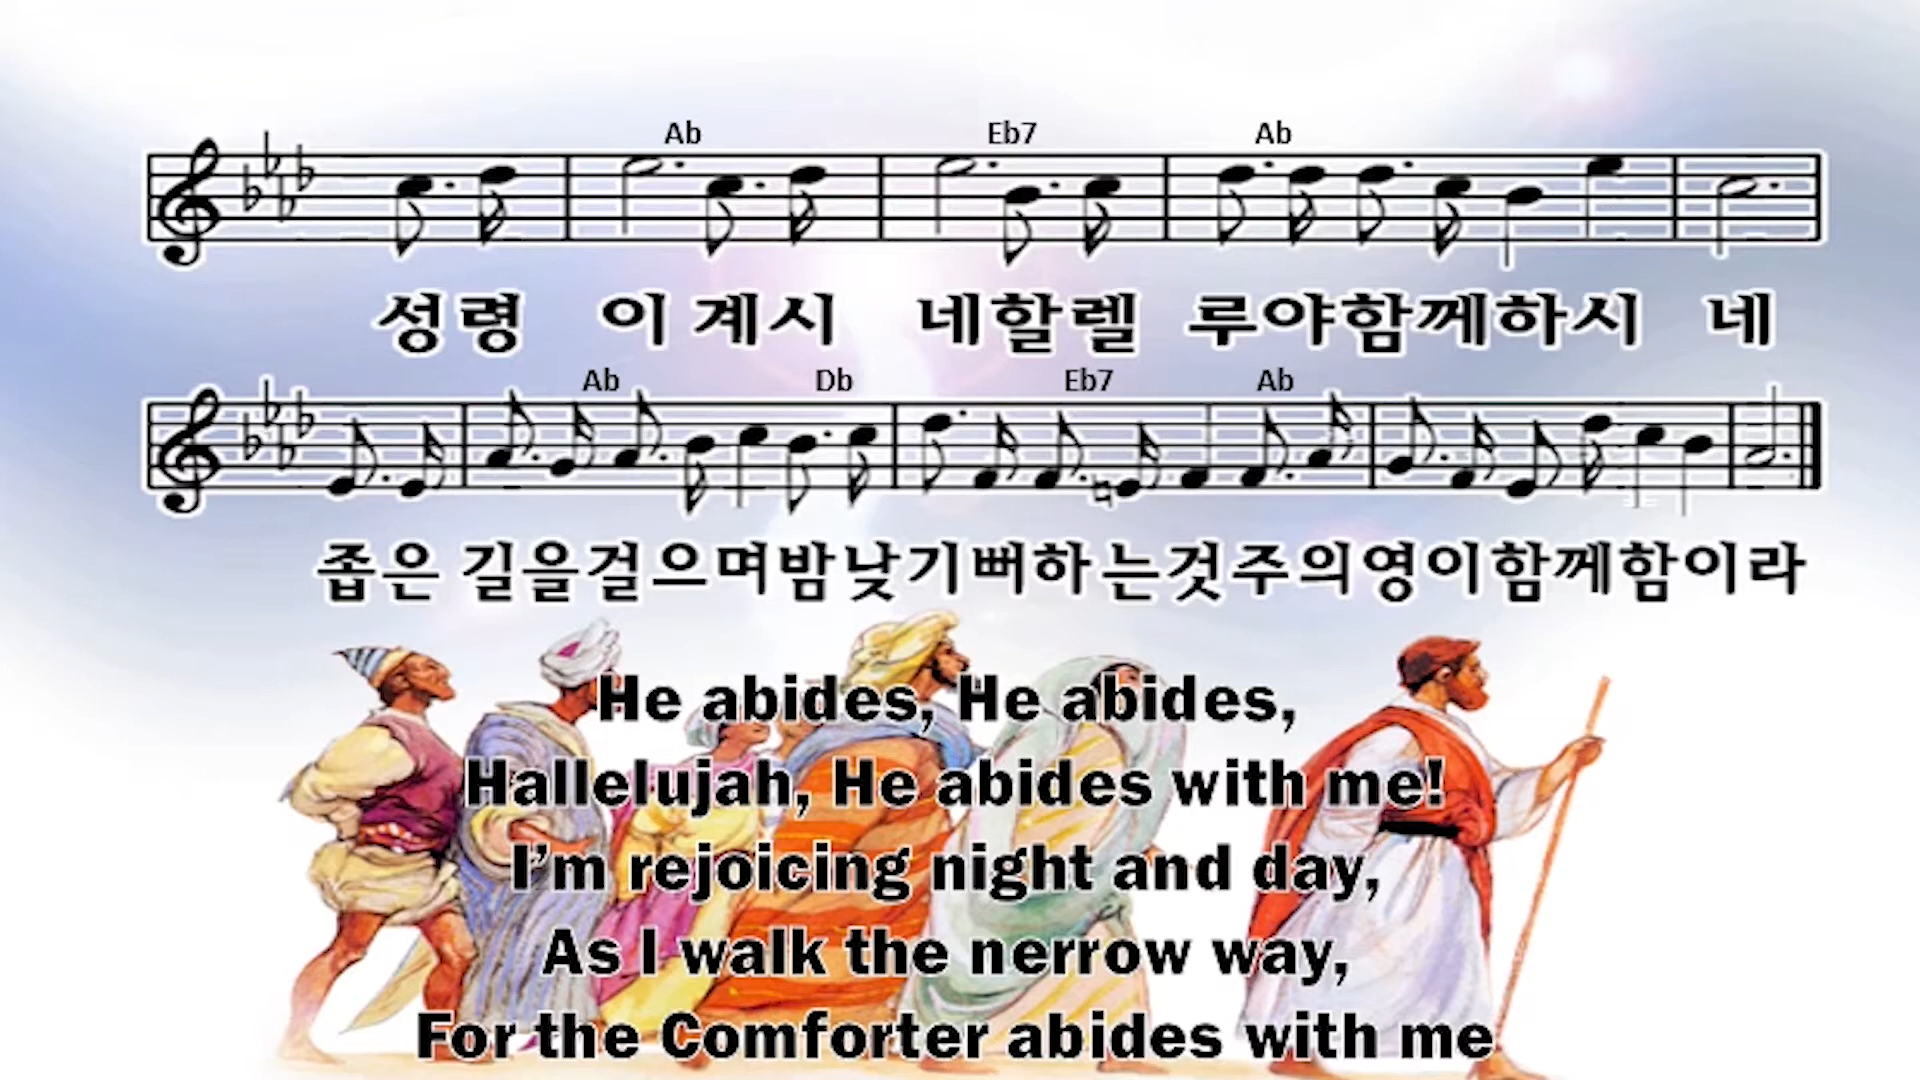 Ab Eb7 Ab
성령 이 계시 네할렐 루야함께하시 네
Ab Db Eb7 Ab
좁은 길을걸으며밤낮기뻐하는것주의영이함께함이라
He abides, He abides,
Hallelujah, He abides with me!
I'm rejoicing night and day,
As I walk the nerrow way,
For the Comforter abides with me